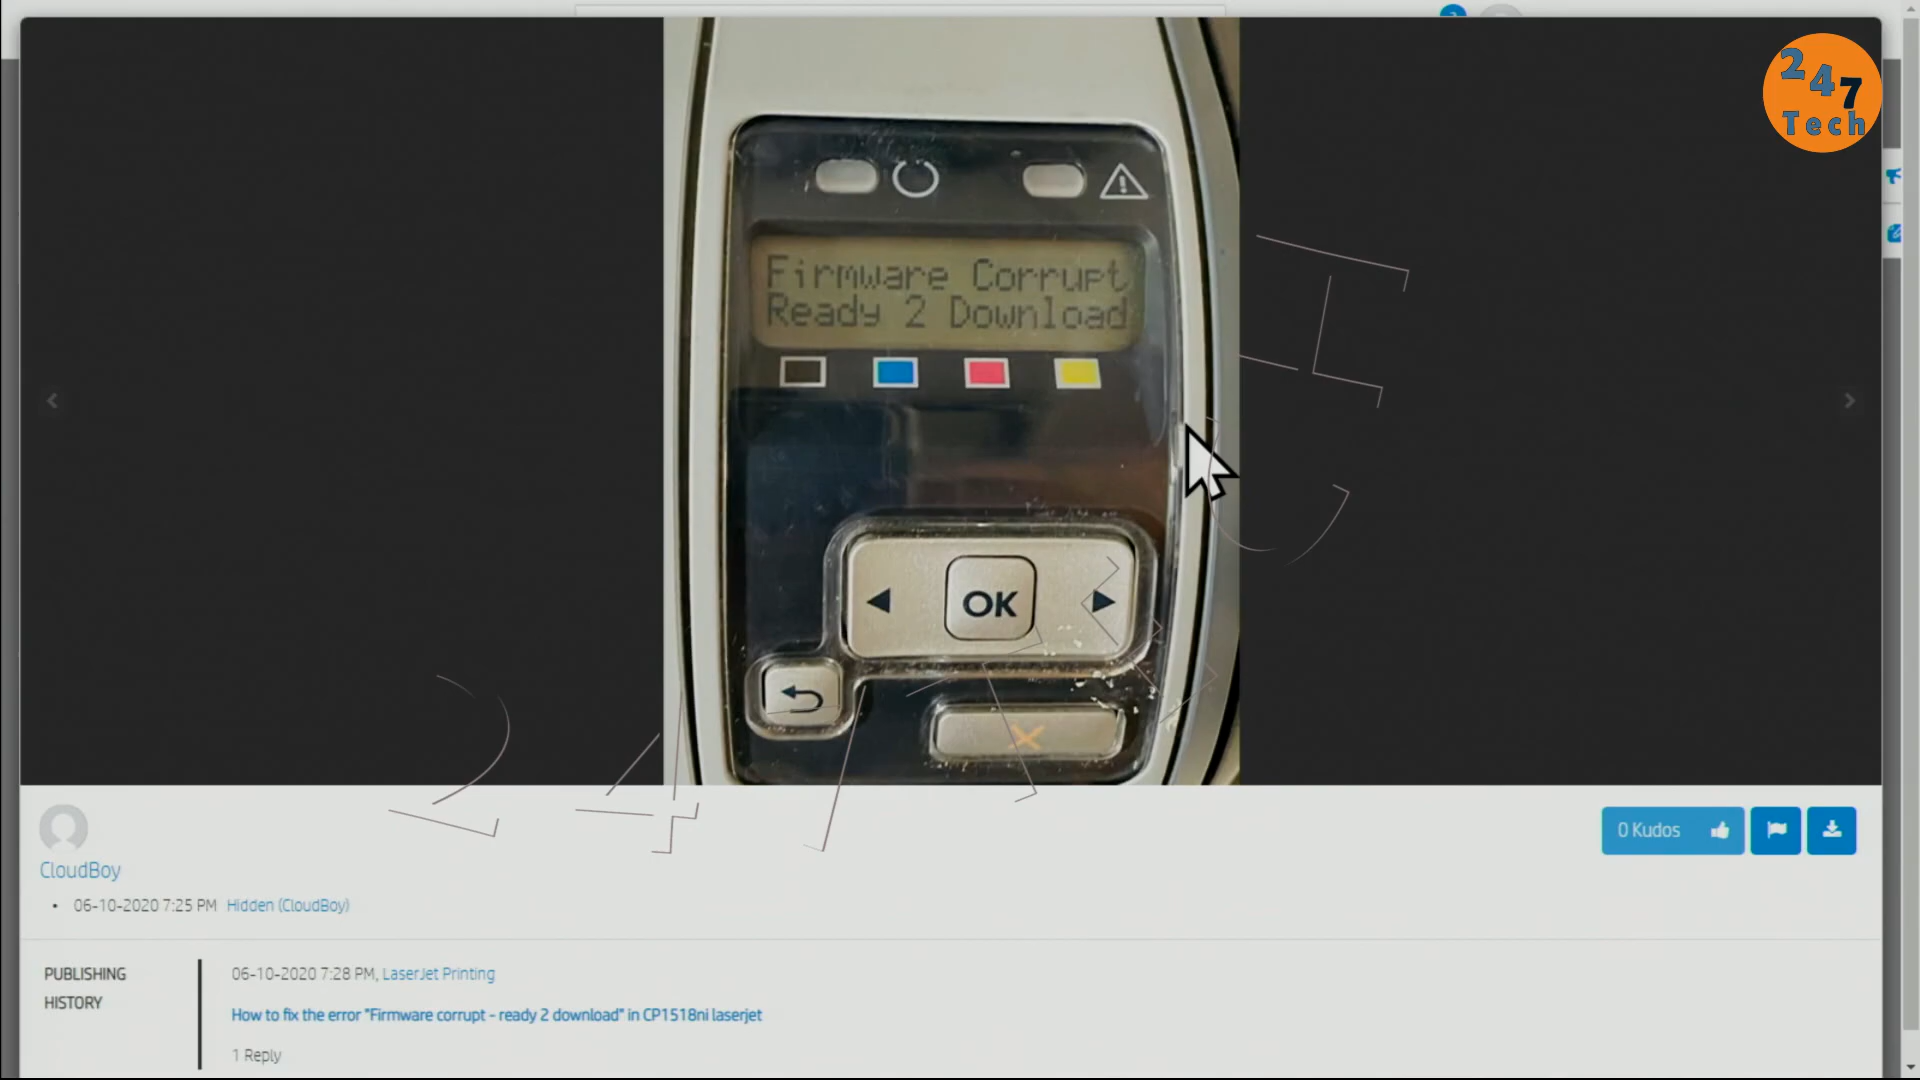 247
Tech
Firmware Corrupt
Ready 2 Download
OK
0 Kudos
CloudBoy
• 06-10-2020 7:25 PM Hidden (CloudBoy)
PUBLISHING
HISTORY
06-10-2020 7:28 PM, LaserJet Printing
How to fix the error "Firmware corrupt - ready 2 download" in CP1518ni laserjet
1 Reply